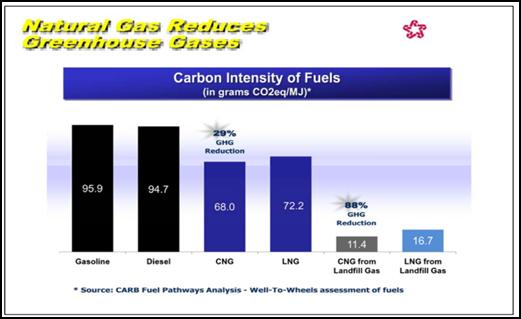 Natural Gas Reduces
Greenhouse Gases
Carbon Intensity of Fuels
(in grams CO2eq/MJ)*
29%
GHG
Reduction
88%
GHG
Reduction
95.9
94.7
68.0
72.2
11.4
16.7
Gasoline
Diesel
CNG
LNG
CNG from
Landfill Gas
LNG from
Landfill Gas
* Source: CARB Fuel Pathways Analysis - Well-To-Wheels assessment of fuels